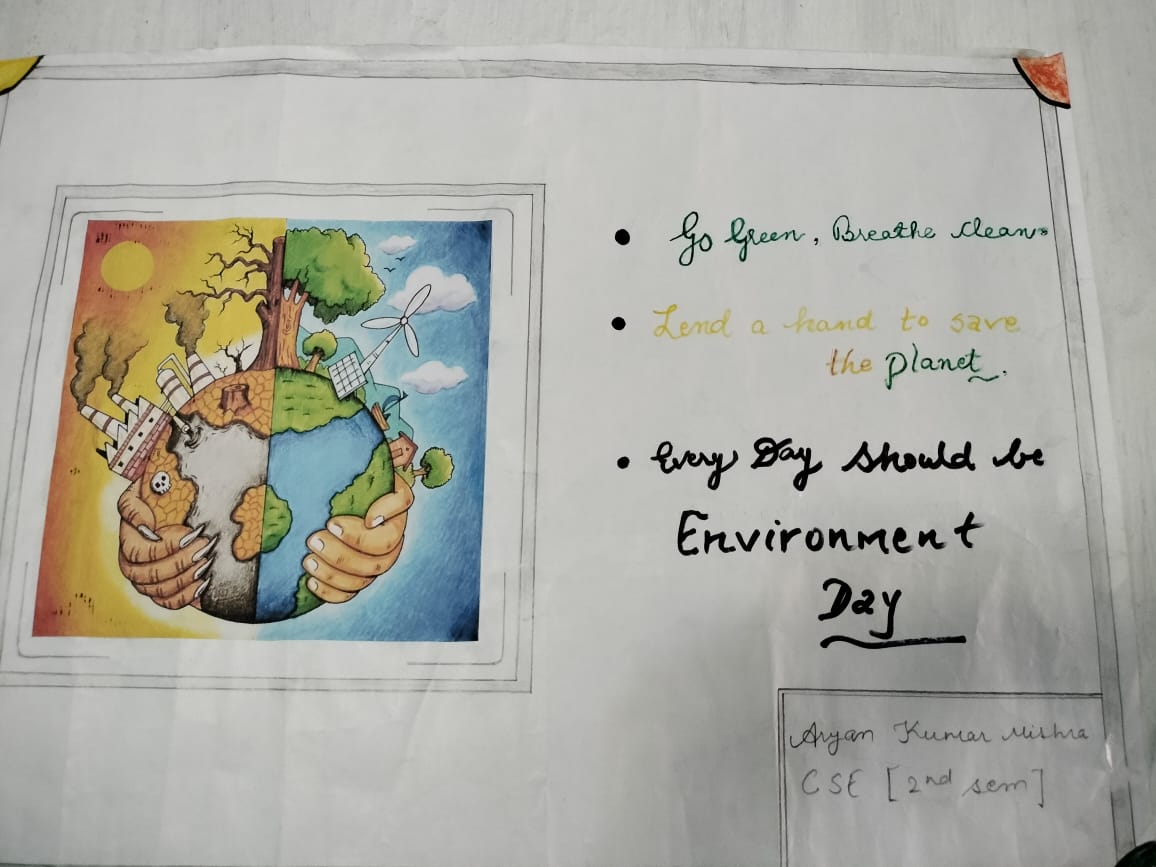 • Go Green, Breathe clean.
• Lend a hand to save
the planet.
• Every Day should be
Environment
Day
Aryan Kumar Mishra
CSE [2nd sem]